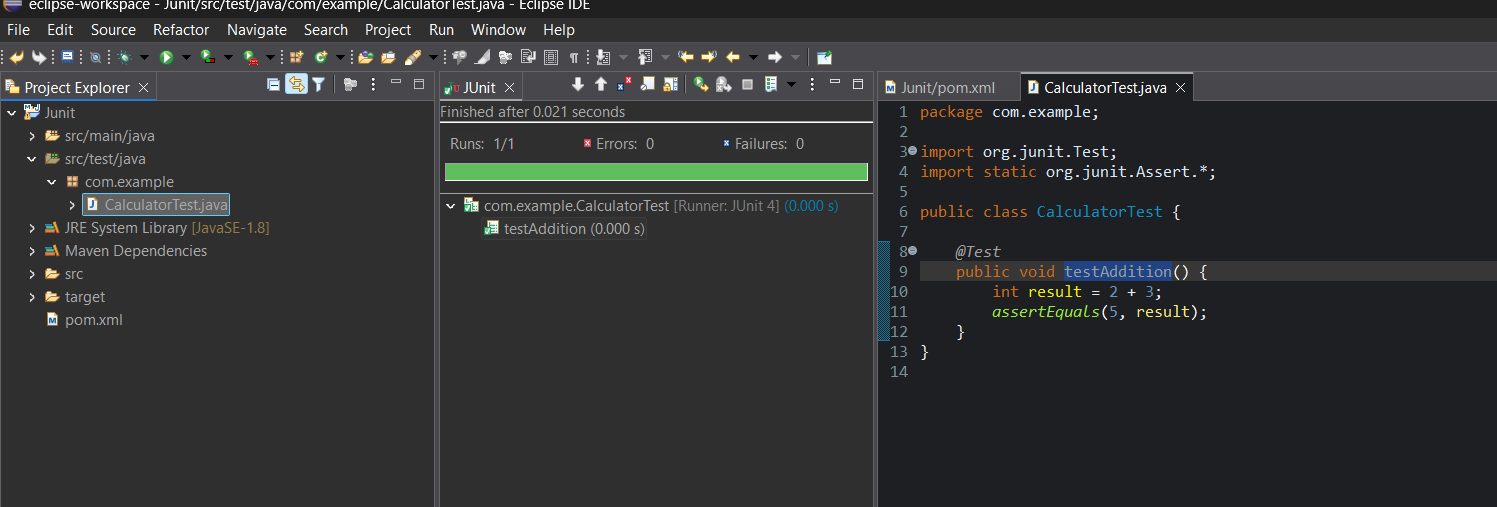 eclipse-workspace - Junit/src/test/java/com/example/CalculatorTest.java - Eclipse IDE
File Edit Source Refactor Navigate Search Project Run Window Help
Project Explorer
Junit
src/main/java
src/test/java
com.example
CalculatorTest.java
JRE System Library [JavaSE-1.8]
Maven Dependencies
src
target
pom.xml
JUnit
Finished after 0.021 seconds
Runs: 1/1 Errors: 0 Failures: 0
com.example.CalculatorTest [Runner: JUnit 4] (0.000 s)
testAddition (0.000 s)
Junit/pom.xml CalculatorTest.java
1 package com.example;
2
3 import org.junit.Test;
4 import static org.junit.Assert.*;
5
6 public class CalculatorTest {
7
8 @Test
9 public void testAddition() {
10 int result = 2 + 3;
11 assertEquals(5, result);
12 }
13 }
14